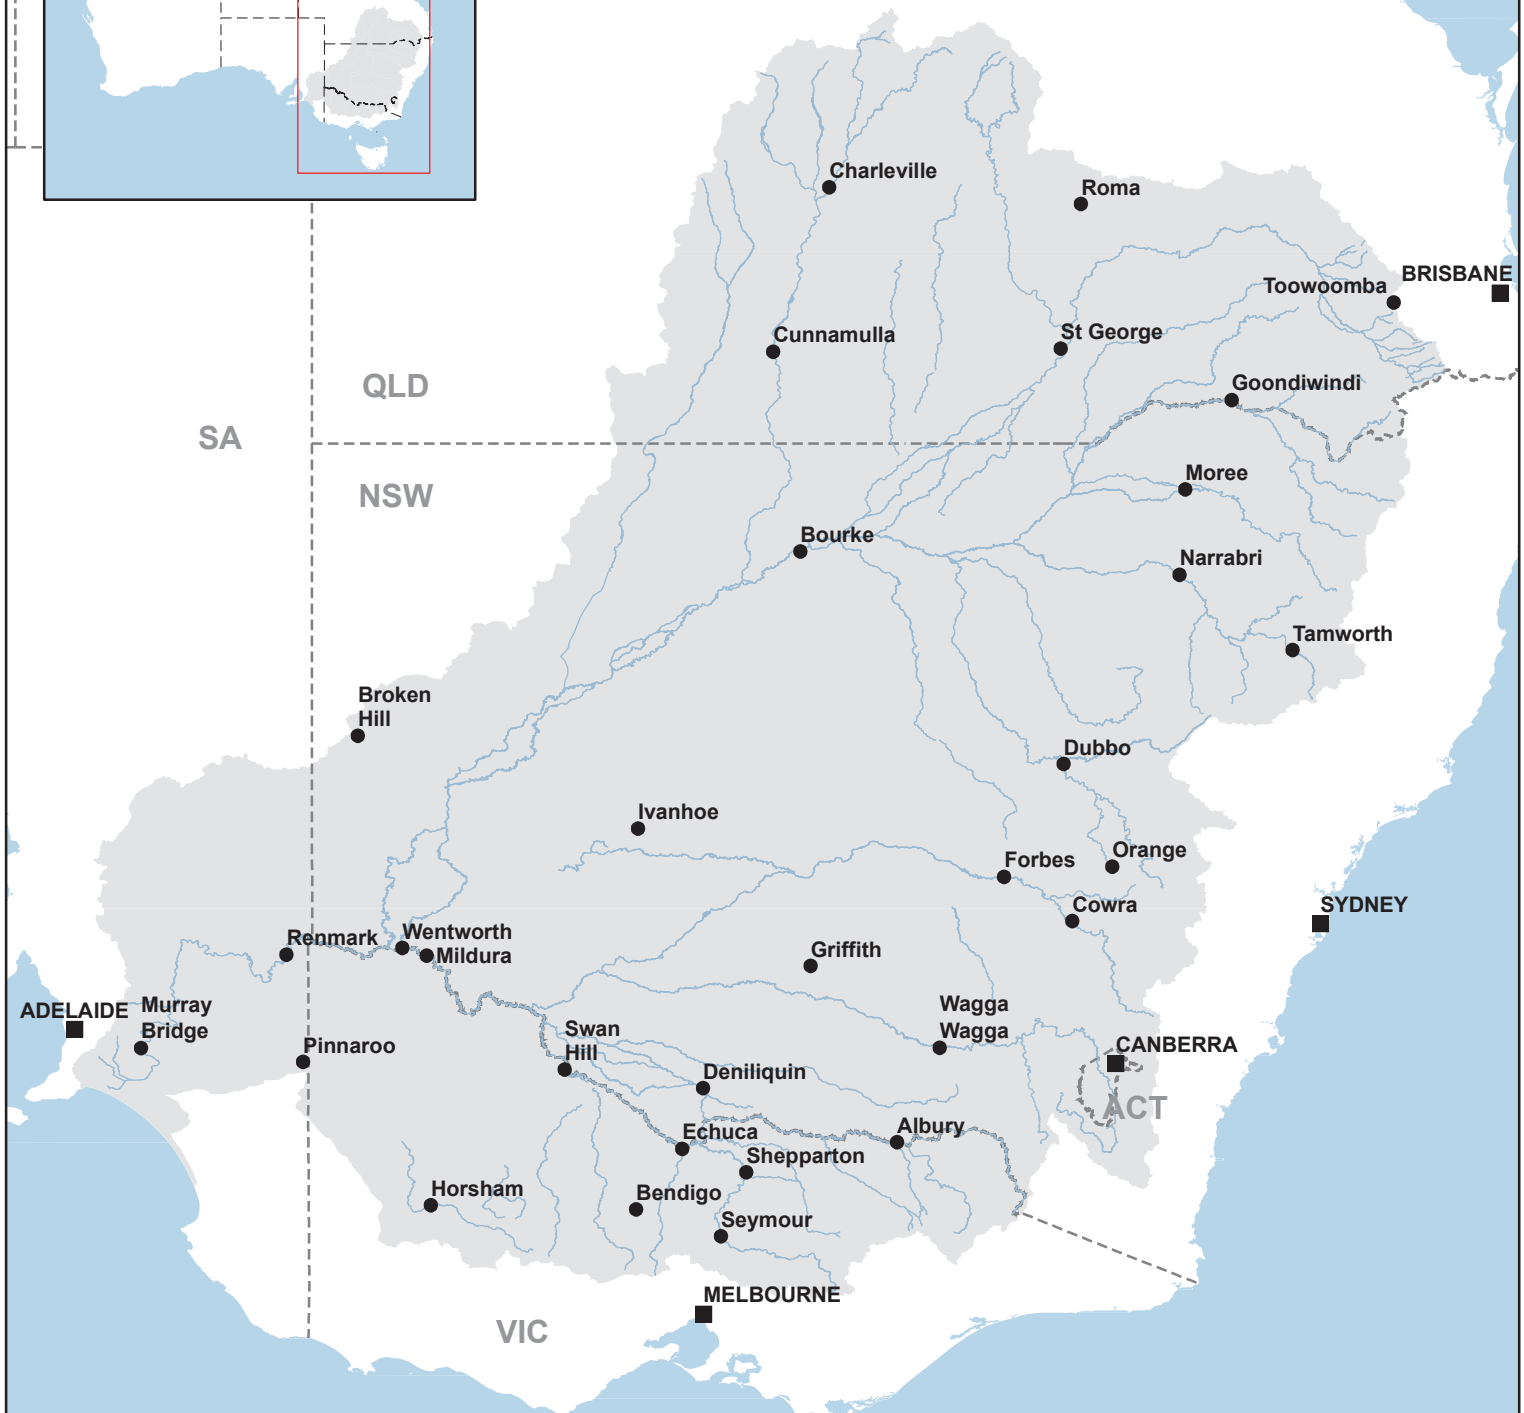 Charleville
Roma
BRISBANE
Toowoomba
Cunnamulla
St George
QLD
Goondiwindi
SA
Moree
NSW
Bourke
Narrabri
Tamworth
Broken
Hill
Dubbo
Ivanhoe
Orange
Forbes
Cowra
SYDNEY
Wentworth
Renmark
Griffith
Mildura
Murray
Bridge
ADELAIDE
Wagga
Wagga
Swan
Hill
CANBERRA
Pinnaroo
Deniliquin
ACT
Albury
Echuca
Shepparton
Horsham
Bendigo
Seymour
MELBOURNE
VIC